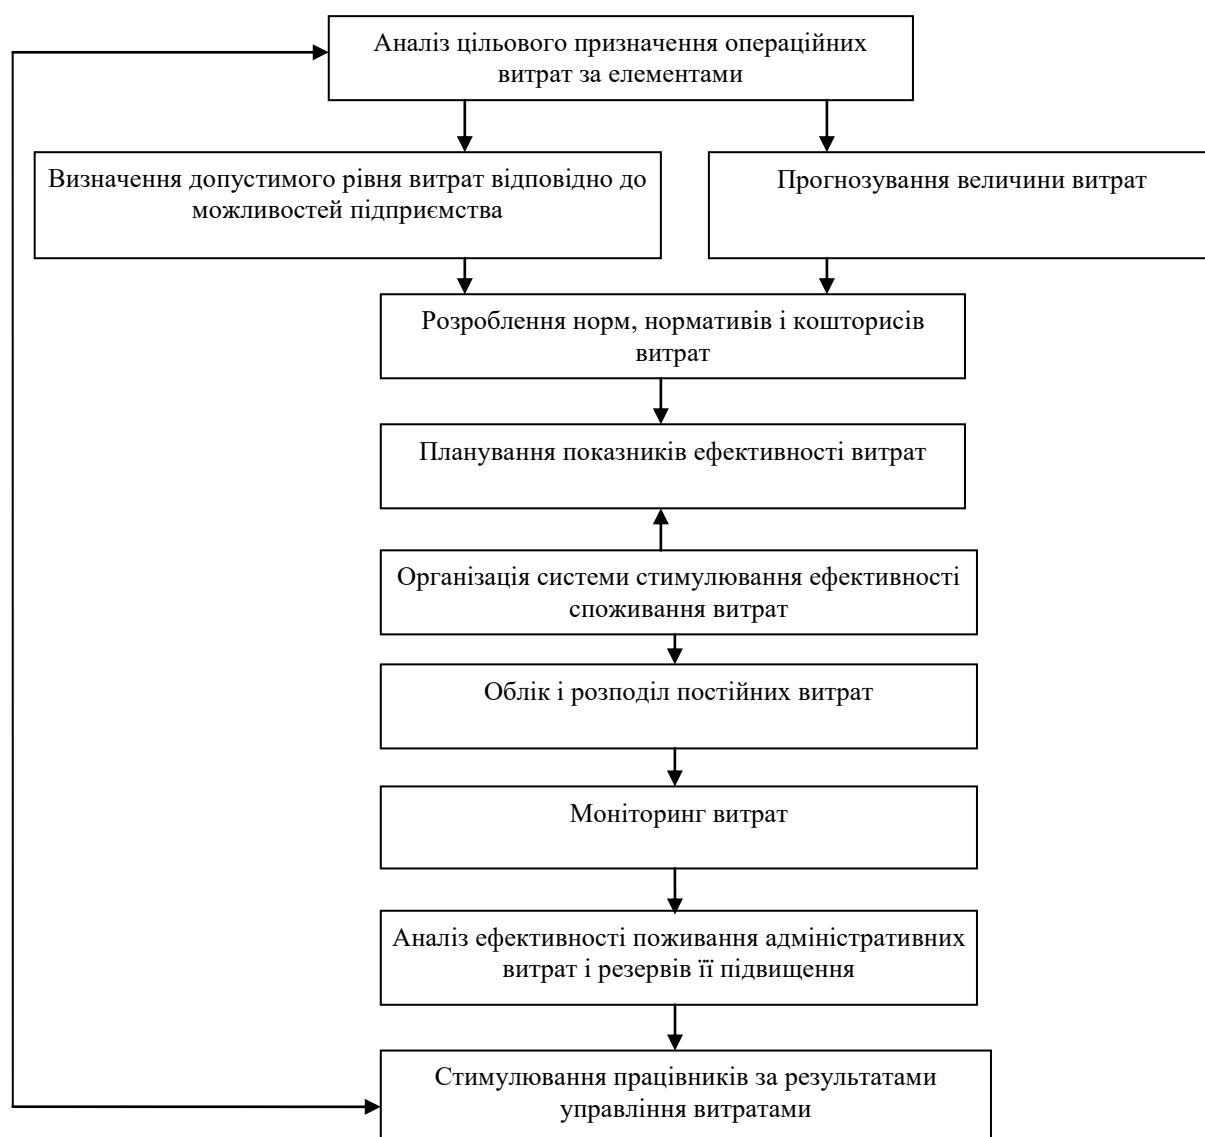 Аналіз цільового призначення операційних
витрат за елементами
Визначення допустимого рівня витрат відповідно до
можливостей підприємства
Прогнозування величини витрат
Розроблення норм, нормативів і кошторисів
витрат
Планування показників ефективності витрат
Організація системи стимулювання ефективності
споживання витрат
Облік і розподіл постійних витрат
Моніторинг витрат
Аналіз ефективності поживання адміністративних
витрат і резервів її підвищення
Стимулювання працівників за результатами
управління витратами